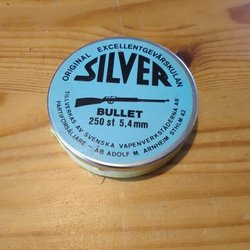 ORIGINAL EXCELLENTGEVÄRSKULAN
SILVER
BULLET
250 st 5,4 mm
TILLVERKAS AV SVENSKA VAPENVERKSTÄDERNA AB
PARTIFÖRSÄLJARE – AB ADOLF M. ARNHEIM STHLM 42